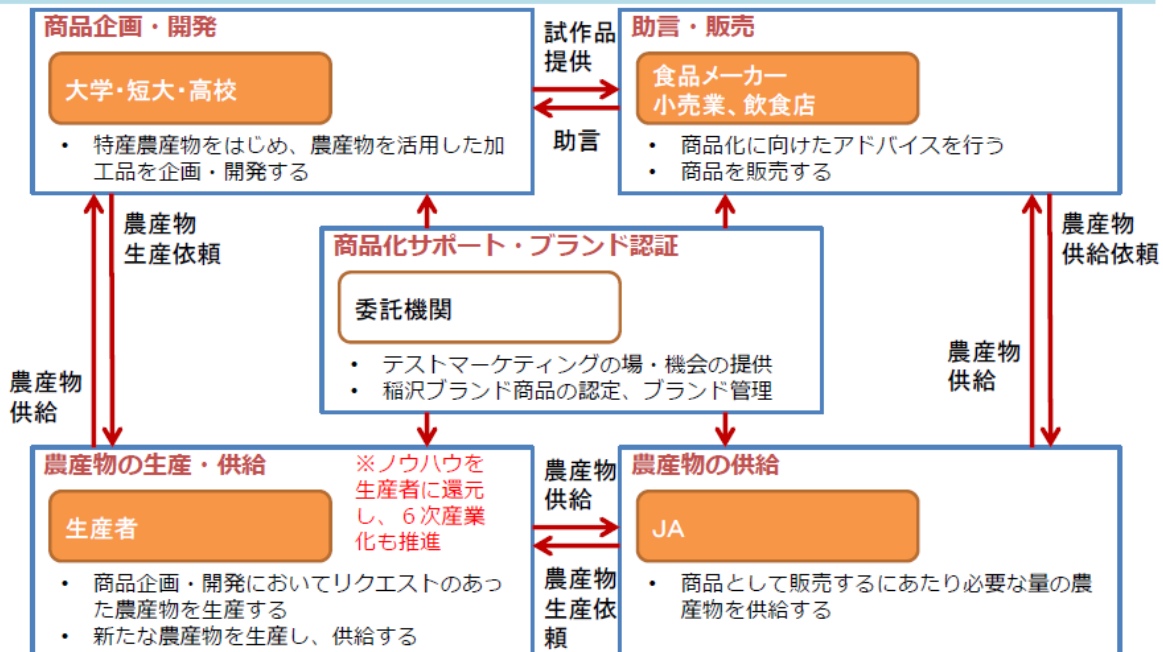 商品企画・開発
大学・短大・高校
• 特産農産物をはじめ、農産物を活用した加
工品を企画・開発する
試作品
提供
助言
助言・販売
食品メーカー
小売業、飲食店
• 商品化に向けたアドバイスを行う
• 商品を販売する
農産物
生産依頼
農産物
供給
商品化サポート・ブランド認証
委託機関
• テストマーケティングの場・機会の提供
• 稲沢ブランド商品の認定、ブランド管理
農産物
供給依頼
農産物
供給
農産物の生産・供給
生産者
※ノウハウを
生産者に還元
し、６次産業
化も推進
• 商品企画・開発においてリクエストのあっ
た農産物を生産する
• 新たな農産物を生産し、供給する
農産物
供給
農産物
生産依
頼
農産物の供給
JA
• 商品として販売するにあたり必要な量の農
産物を供給する